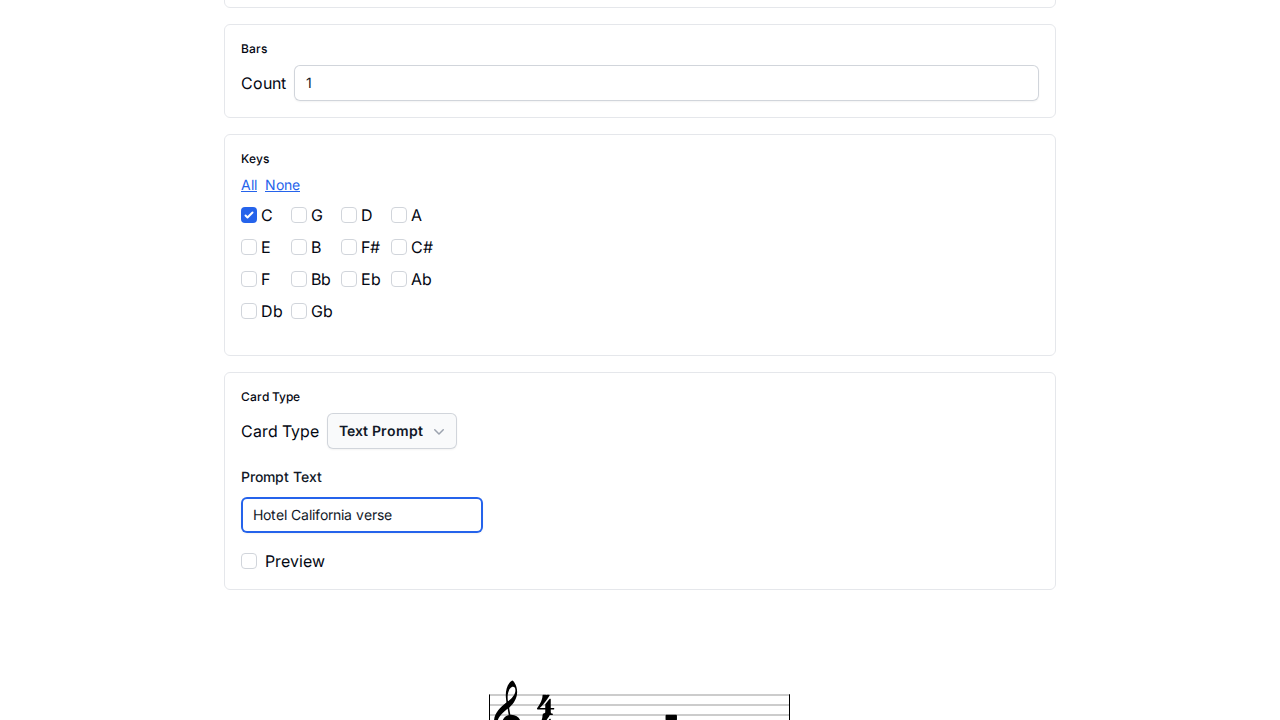 Bars
Count 1
Keys
All None
C G D A
E B F# C#
F Bb Eb Ab
Db Gb
Card Type
Card Type Text Prompt
Prompt Text
Hotel California verse
Preview
4